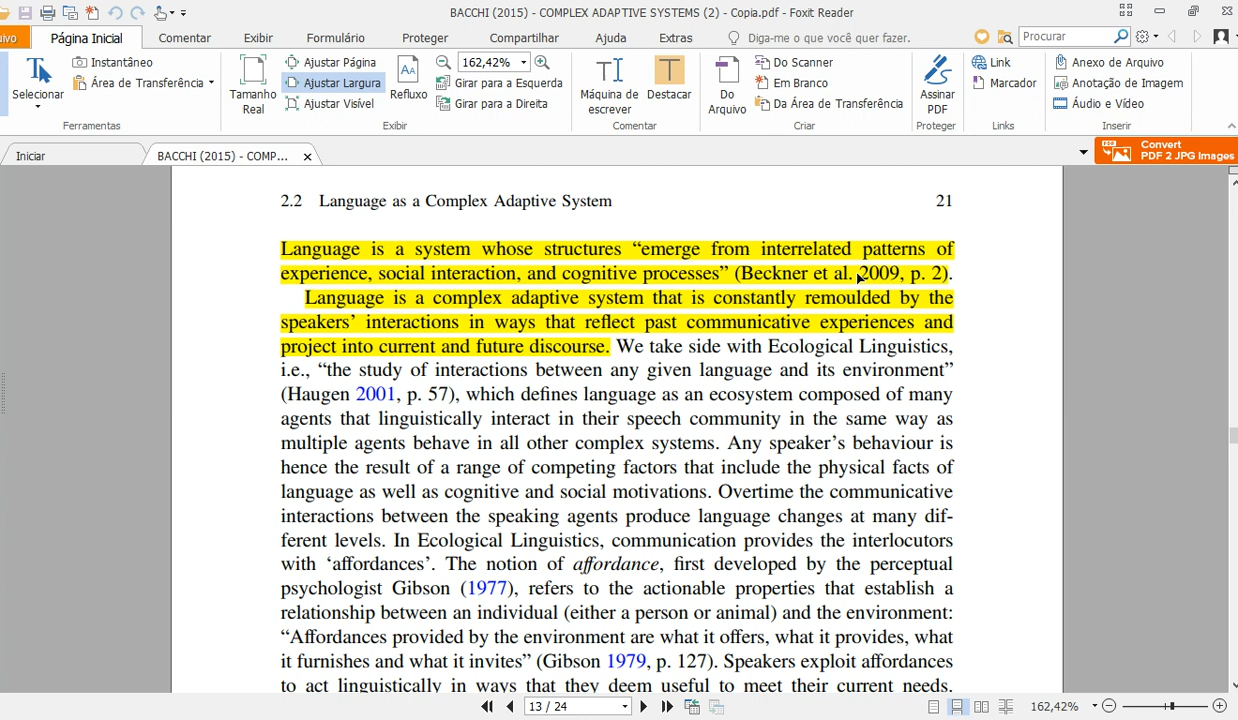 BACCHI (2015) - COMPLEX ADAPTIVE SYSTEMS (2) - Copia.pdf - Foxit Reader
ivo Página Inicial Comentar Exibir Formulário Proteger Compartilhar Ajuda Extras Diga-me o que você quer fazer. Procurar
Selecionar
Instantâneo
Área de Transferência
Ferramentas
Tamanho Real
Ajustar Página
Ajustar Largura
Ajustar Visível
Refluxo
162,42%
Girar para a Esquerda
Girar para a Direita
Exibir
Máquina de escrever
Destacar
Comentar
Do Arquivo
Do Scanner
Em Branco
Da Área de Transferência
Criar
Assinar PDF
Proteger
Link
Marcador
Links
Anexo de Arquivo
Anotação de Imagem
Áudio e Vídeo
Inserir
Iniciar
BACCHI (2015) - COMP...
Convert
PDF 2 JPG Images
2.2 Language as a Complex Adaptive System 21
Language is a system whose structures “emerge from interrelated patterns of
experience, social interaction, and cognitive processes” (Beckner et al. 2009, p. 2).
Language is a complex adaptive system that is constantly remoulded by the
speakers’ interactions in ways that reflect past communicative experiences and
project into current and future discourse. We take side with Ecological Linguistics,
i.e., “the study of interactions between any given language and its environment”
(Haugen 2001, p. 57), which defines language as an ecosystem composed of many
agents that linguistically interact in their speech community in the same way as
multiple agents behave in all other complex systems. Any speaker’s behaviour is
hence the result of a range of competing factors that include the physical facts of
language as well as cognitive and social motivations. Overtime the communicative
interactions between the speaking agents produce language changes at many dif-
ferent levels. In Ecological Linguistics, communication provides the interlocutors
with ‘affordances’. The notion of affordance, first developed by the perceptual
psychologist Gibson (1977), refers to the actionable properties that establish a
relationship between an individual (either a person or animal) and the environment:
“Affordances provided by the environment are what it offers, what it provides, what
it furnishes and what it invites” (Gibson 1979, p. 127). Speakers exploit affordances
to act linguistically in ways that they deem useful to meet their current needs.
13 / 24
162,42%